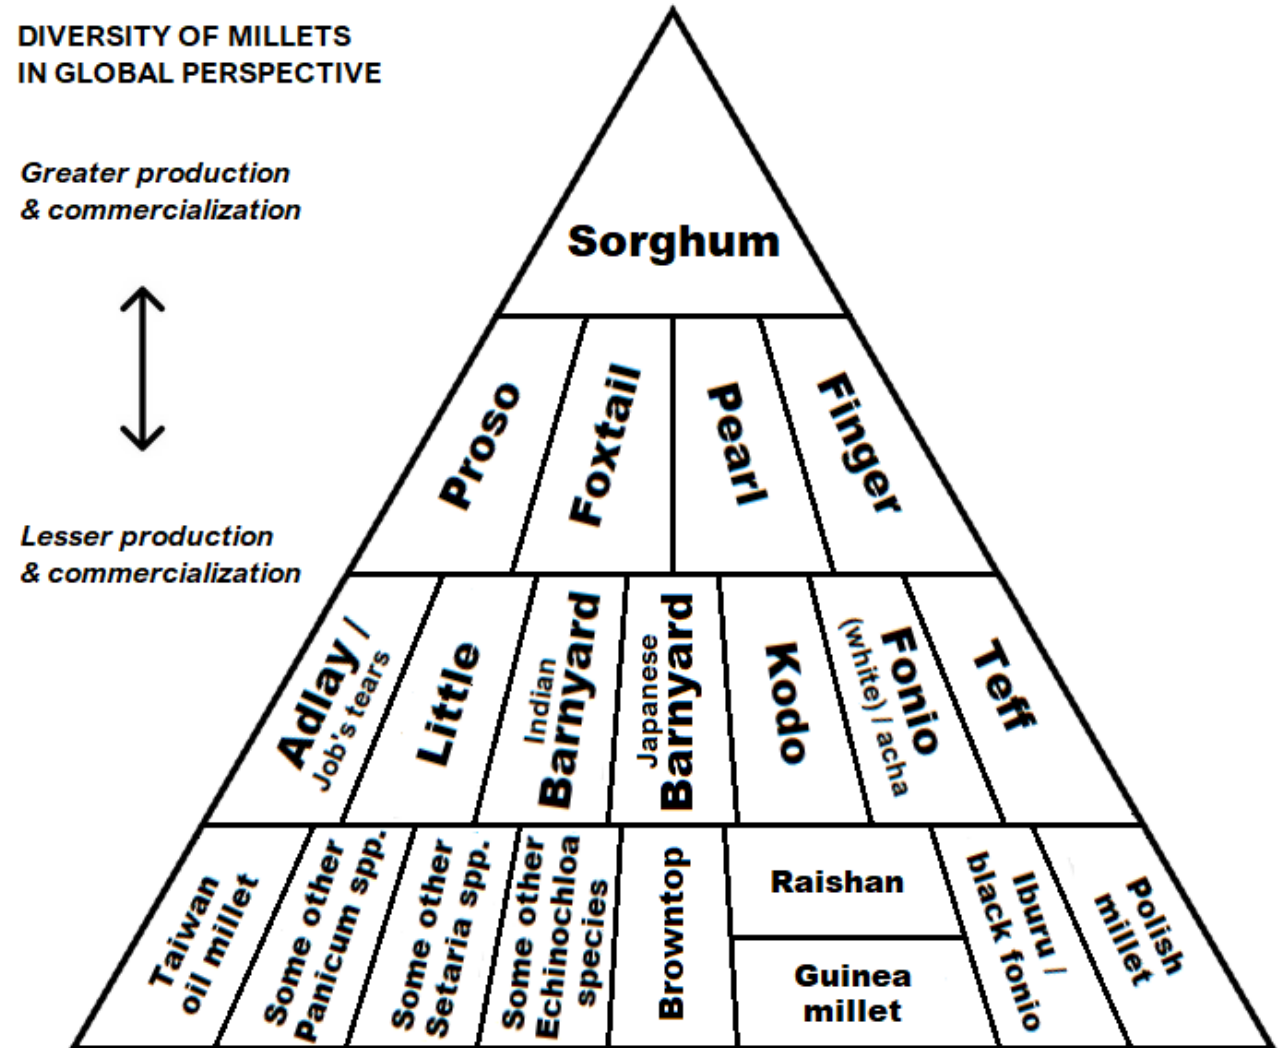 DIVERSITY OF MILLETS
IN GLOBAL PERSPECTIVE
Greater production
& commercialization
Lesser production
& commercialization
Sorghum
Proso
Foxtail
Pearl
Finger
Adlay /
Job's tears
Little
Indian
Barnyard
Japanese
Barnyard
Kodo
Fonio
(white) / acha
Teff
Taiwan
oil millet
Some other
Panicum spp.
Some other
Setaria spp.
Some other
Echinochloa
species
Browntop
Raishan
Guinea
millet
Iburu /
black fonio
Polish
millet